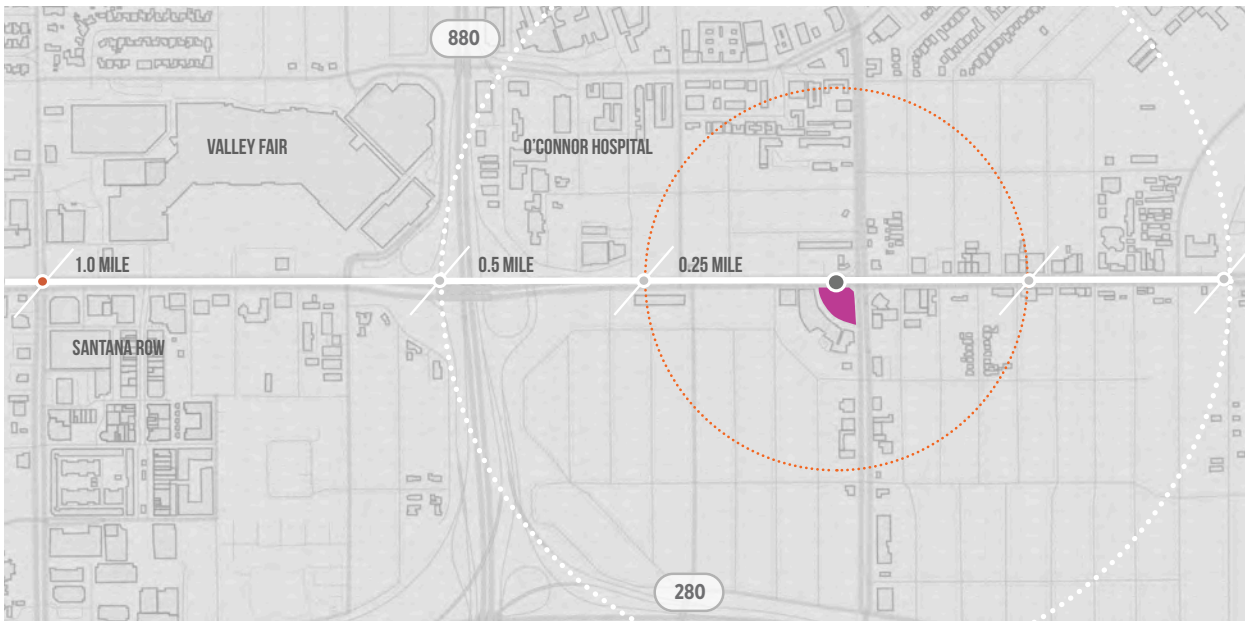 880
VALLEY FAIR
O'CONNOR HOSPITAL
1.0 MILE
0.5 MILE
0.25 MILE
SANTANA ROW
280